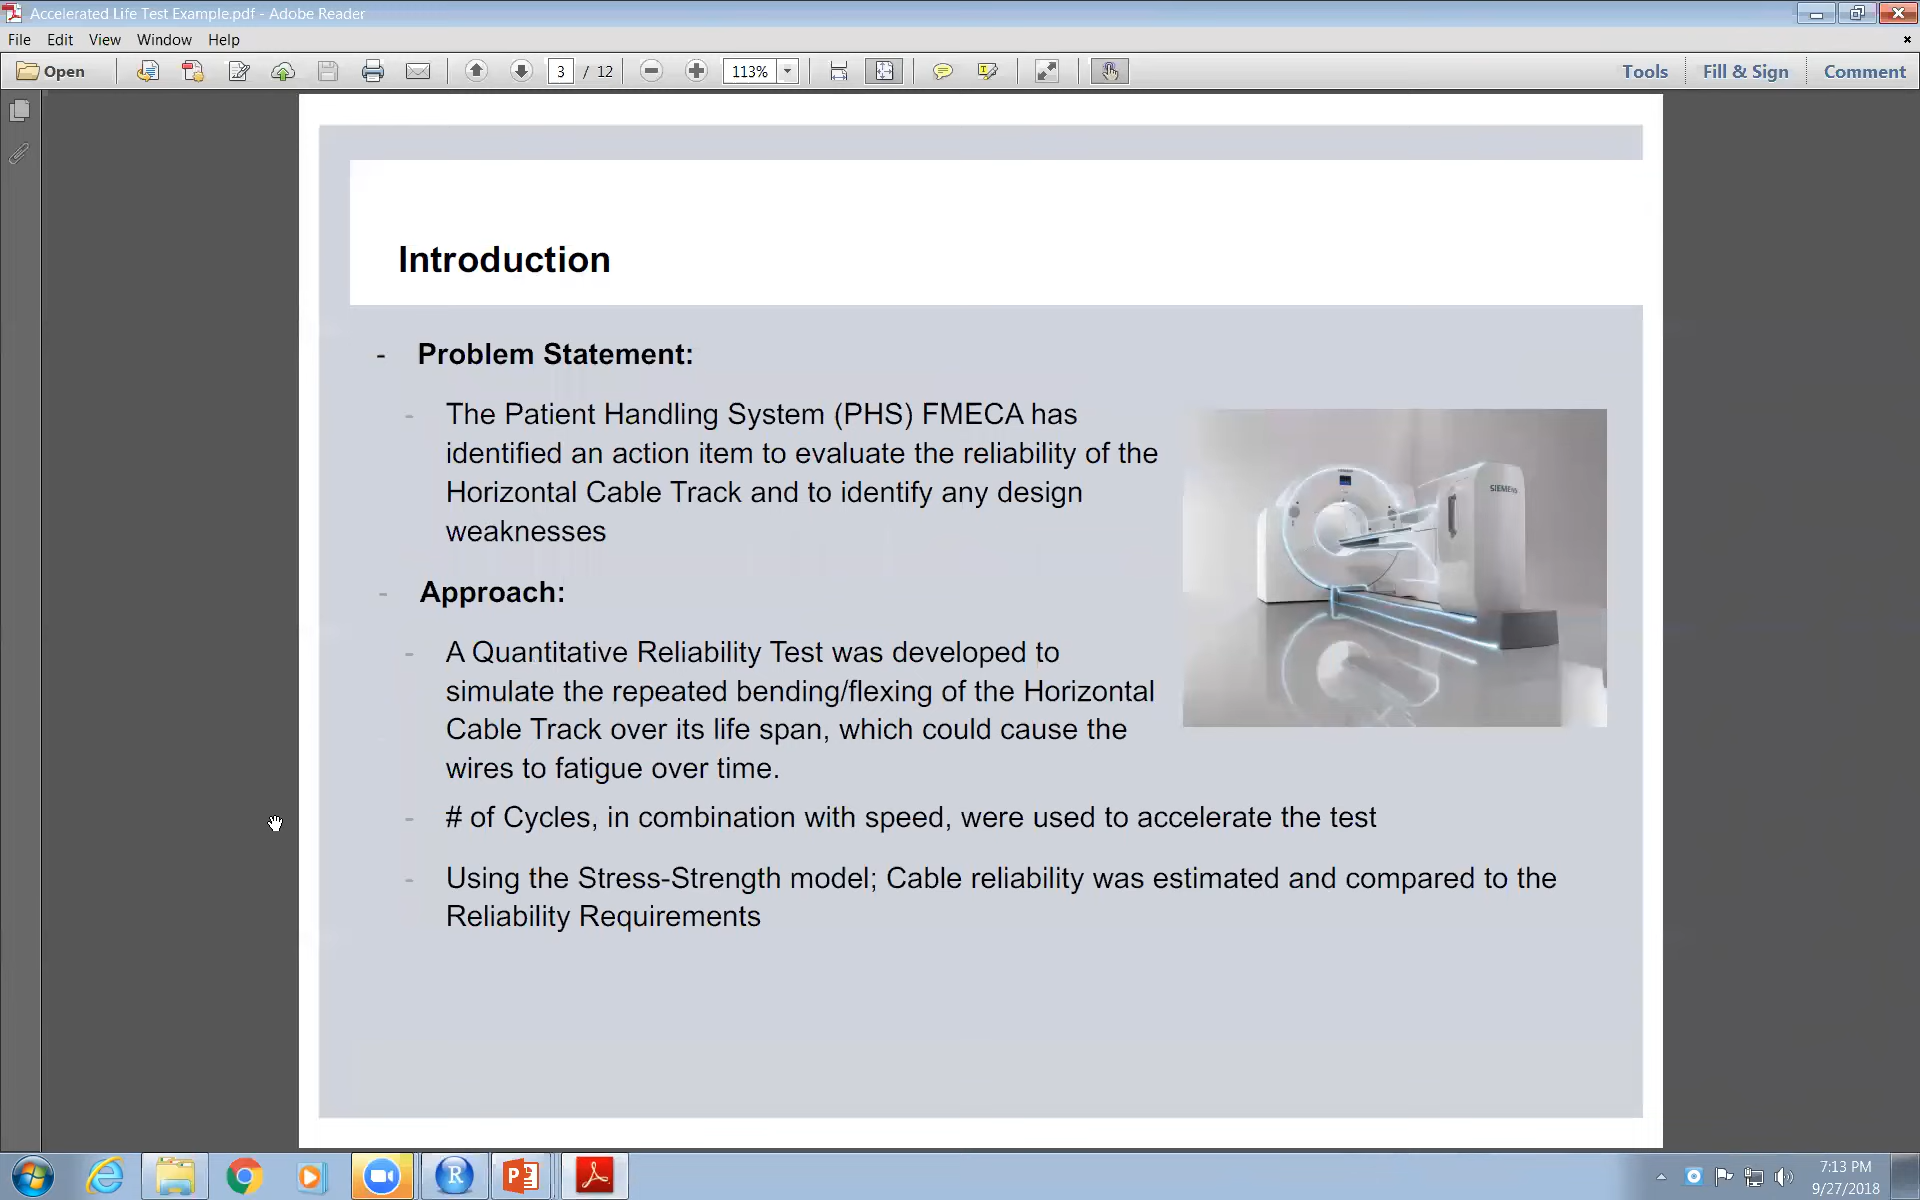 Accelerated Life Test Example.pdf - Adobe Reader
File Edit View Window Help
Open 3 / 12 113% Tools Fill & Sign Comment
Introduction
- Problem Statement:
- The Patient Handling System (PHS) FMECA has
identified an action item to evaluate the reliability of the
Horizontal Cable Track and to identify any design
weaknesses
SIEMENS
- Approach:
- A Quantitative Reliability Test was developed to
simulate the repeated bending/flexing of the Horizontal
Cable Track over its life span, which could cause the
wires to fatigue over time.
- # of Cycles, in combination with speed, were used to accelerate the test
- Using the Stress-Strength model; Cable reliability was estimated and compared to the
Reliability Requirements
7:13 PM
9/27/2018